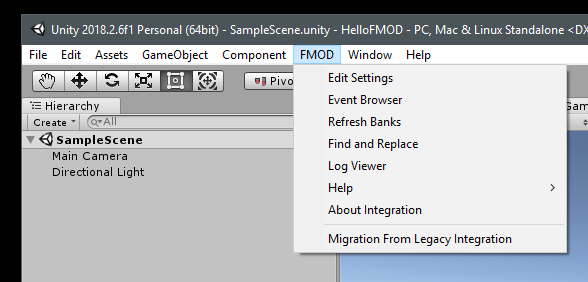 Unity 2018.2.6f1 Personal (64bit) - SampleScene.unity - HelloFMOD - PC, Mac & Linux Standalone <DX
File Edit Assets GameObject Component FMOD Window Help
Pivo
Hierarchy
Create All
SampleScene
Main Camera
Directional Light
Edit Settings
Event Browser
Refresh Banks
Find and Replace
Log Viewer
Help
About Integration
Migration From Legacy Integration
Gam